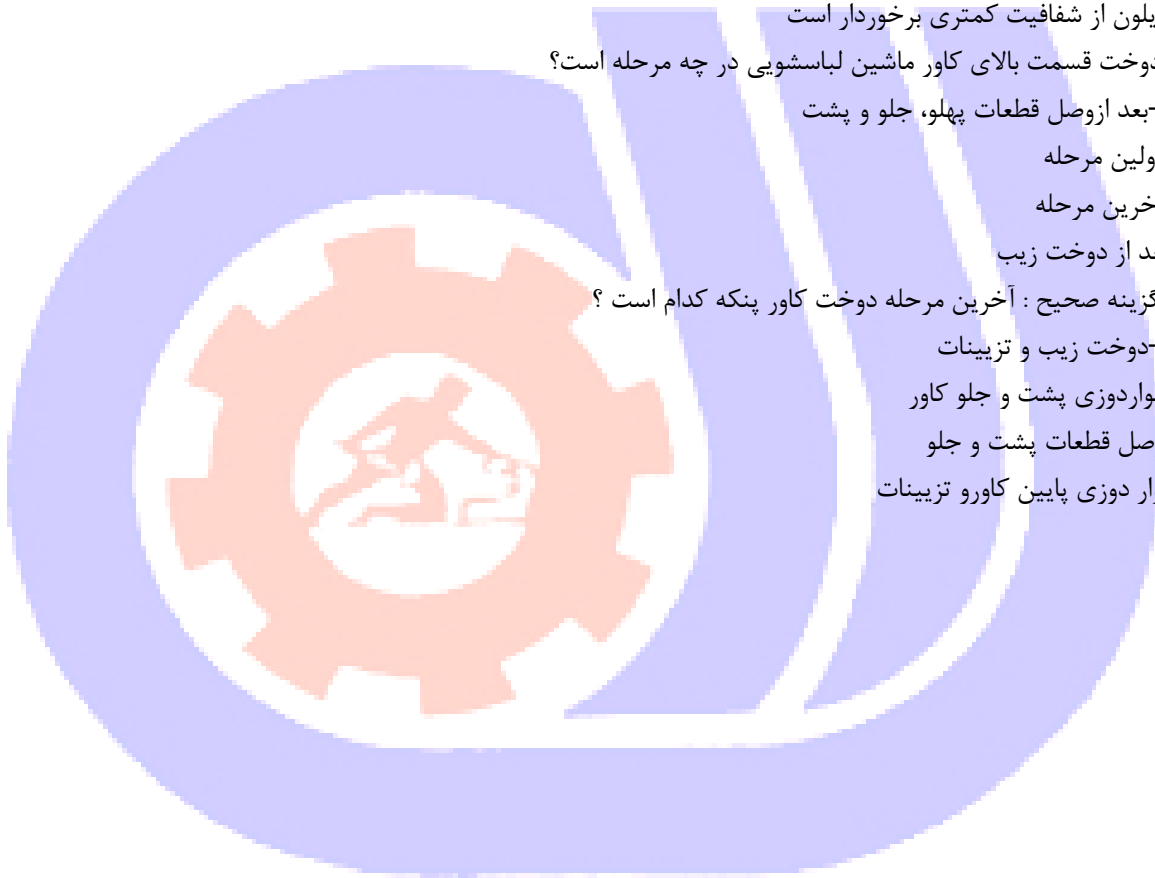 یلون از شفافیت کمتری برخوردار است
دوخت قسمت بالای کاور ماشین لباسشویی در چه مرحله است؟
-بعد ازوصل قطعات پهلو، جلو و پشت
ولین مرحله
خرین مرحله
عد از دوخت زیپ
گزینه صحیح : آخرین مرحله دوخت کاور پنکه کدام است ؟
-دوخت زیپ و تزیینات
نواردوزی پشت و جلو کاور
صل قطعات پشت و جلو
ار دوزی پایین کاورو تزیینات